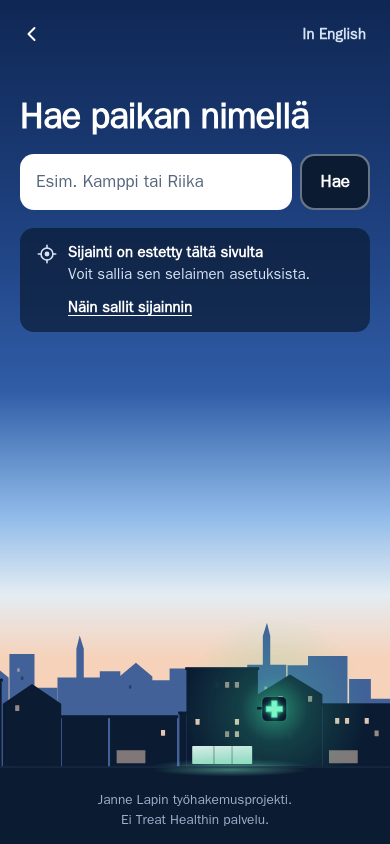 In English
Hae paikan nimellä
Esim. Kamppi tai Riika
Hae
Sijainti on estetty tältä sivulta
Voit sallia sen selaimen asetuksista.
Näin sallit sijainnin
Janne Lapin työhakemusprojekti.
Ei Treat Healthin palvelu.